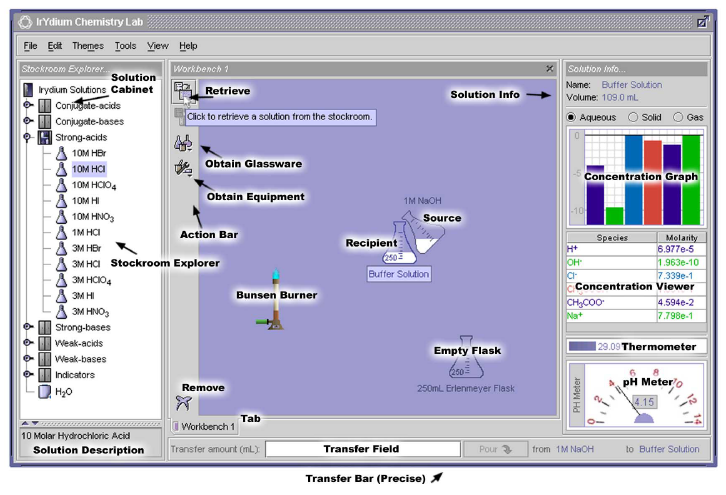 IrYdium Chemistry Lab
File Edit Themes Tools View Help
Stockroom Explorer...
Irydium Solutions
Solution Cabinet
Conjugate-acids
Conjugate-bases
Strong-acids
10M HBr
10M HCl
10M HClO4
10M HI
10M HNO3
1M HCl
3M HBr
3M HCl
3M HClO4
3M HI
3M HNO3
Strong-bases
Weak-acids
Weak-bases
Indicators
H2O
Stockroom Explorer
10 Molar Hydrochloric Acid
Solution Description
Workbench 1
Retrieve
Click to retrieve a solution from the stockroom.
Obtain Glassware
Obtain Equipment
Action Bar
1M NaOH
Source
Recipient
250
Buffer Solution
Bunsen Burner
Empty Flask
250
250mL Erlenmeyer Flask
Remove
Tab
Workbench 1
Transfer amount (mL): Transfer Field Pour from 1M NaOH to Buffer Solution
Transfer Bar (Precise)
Solution Info
Solution Info...
Name: Buffer Solution
Volume: 109.0 mL
Aqueous Solid Gas
Concentration Graph
-5
-10
Species Molarity
H+ 6.977e-5
OH- 1.963e-10
Cl- 7.339e-1
Concentration Viewer
CH3COO- 4.594e-2
Na+ 7.798e-1
29.09 Thermometer
PH Meter
pH Meter
0 2 4 6 8 10 12 14
4.15